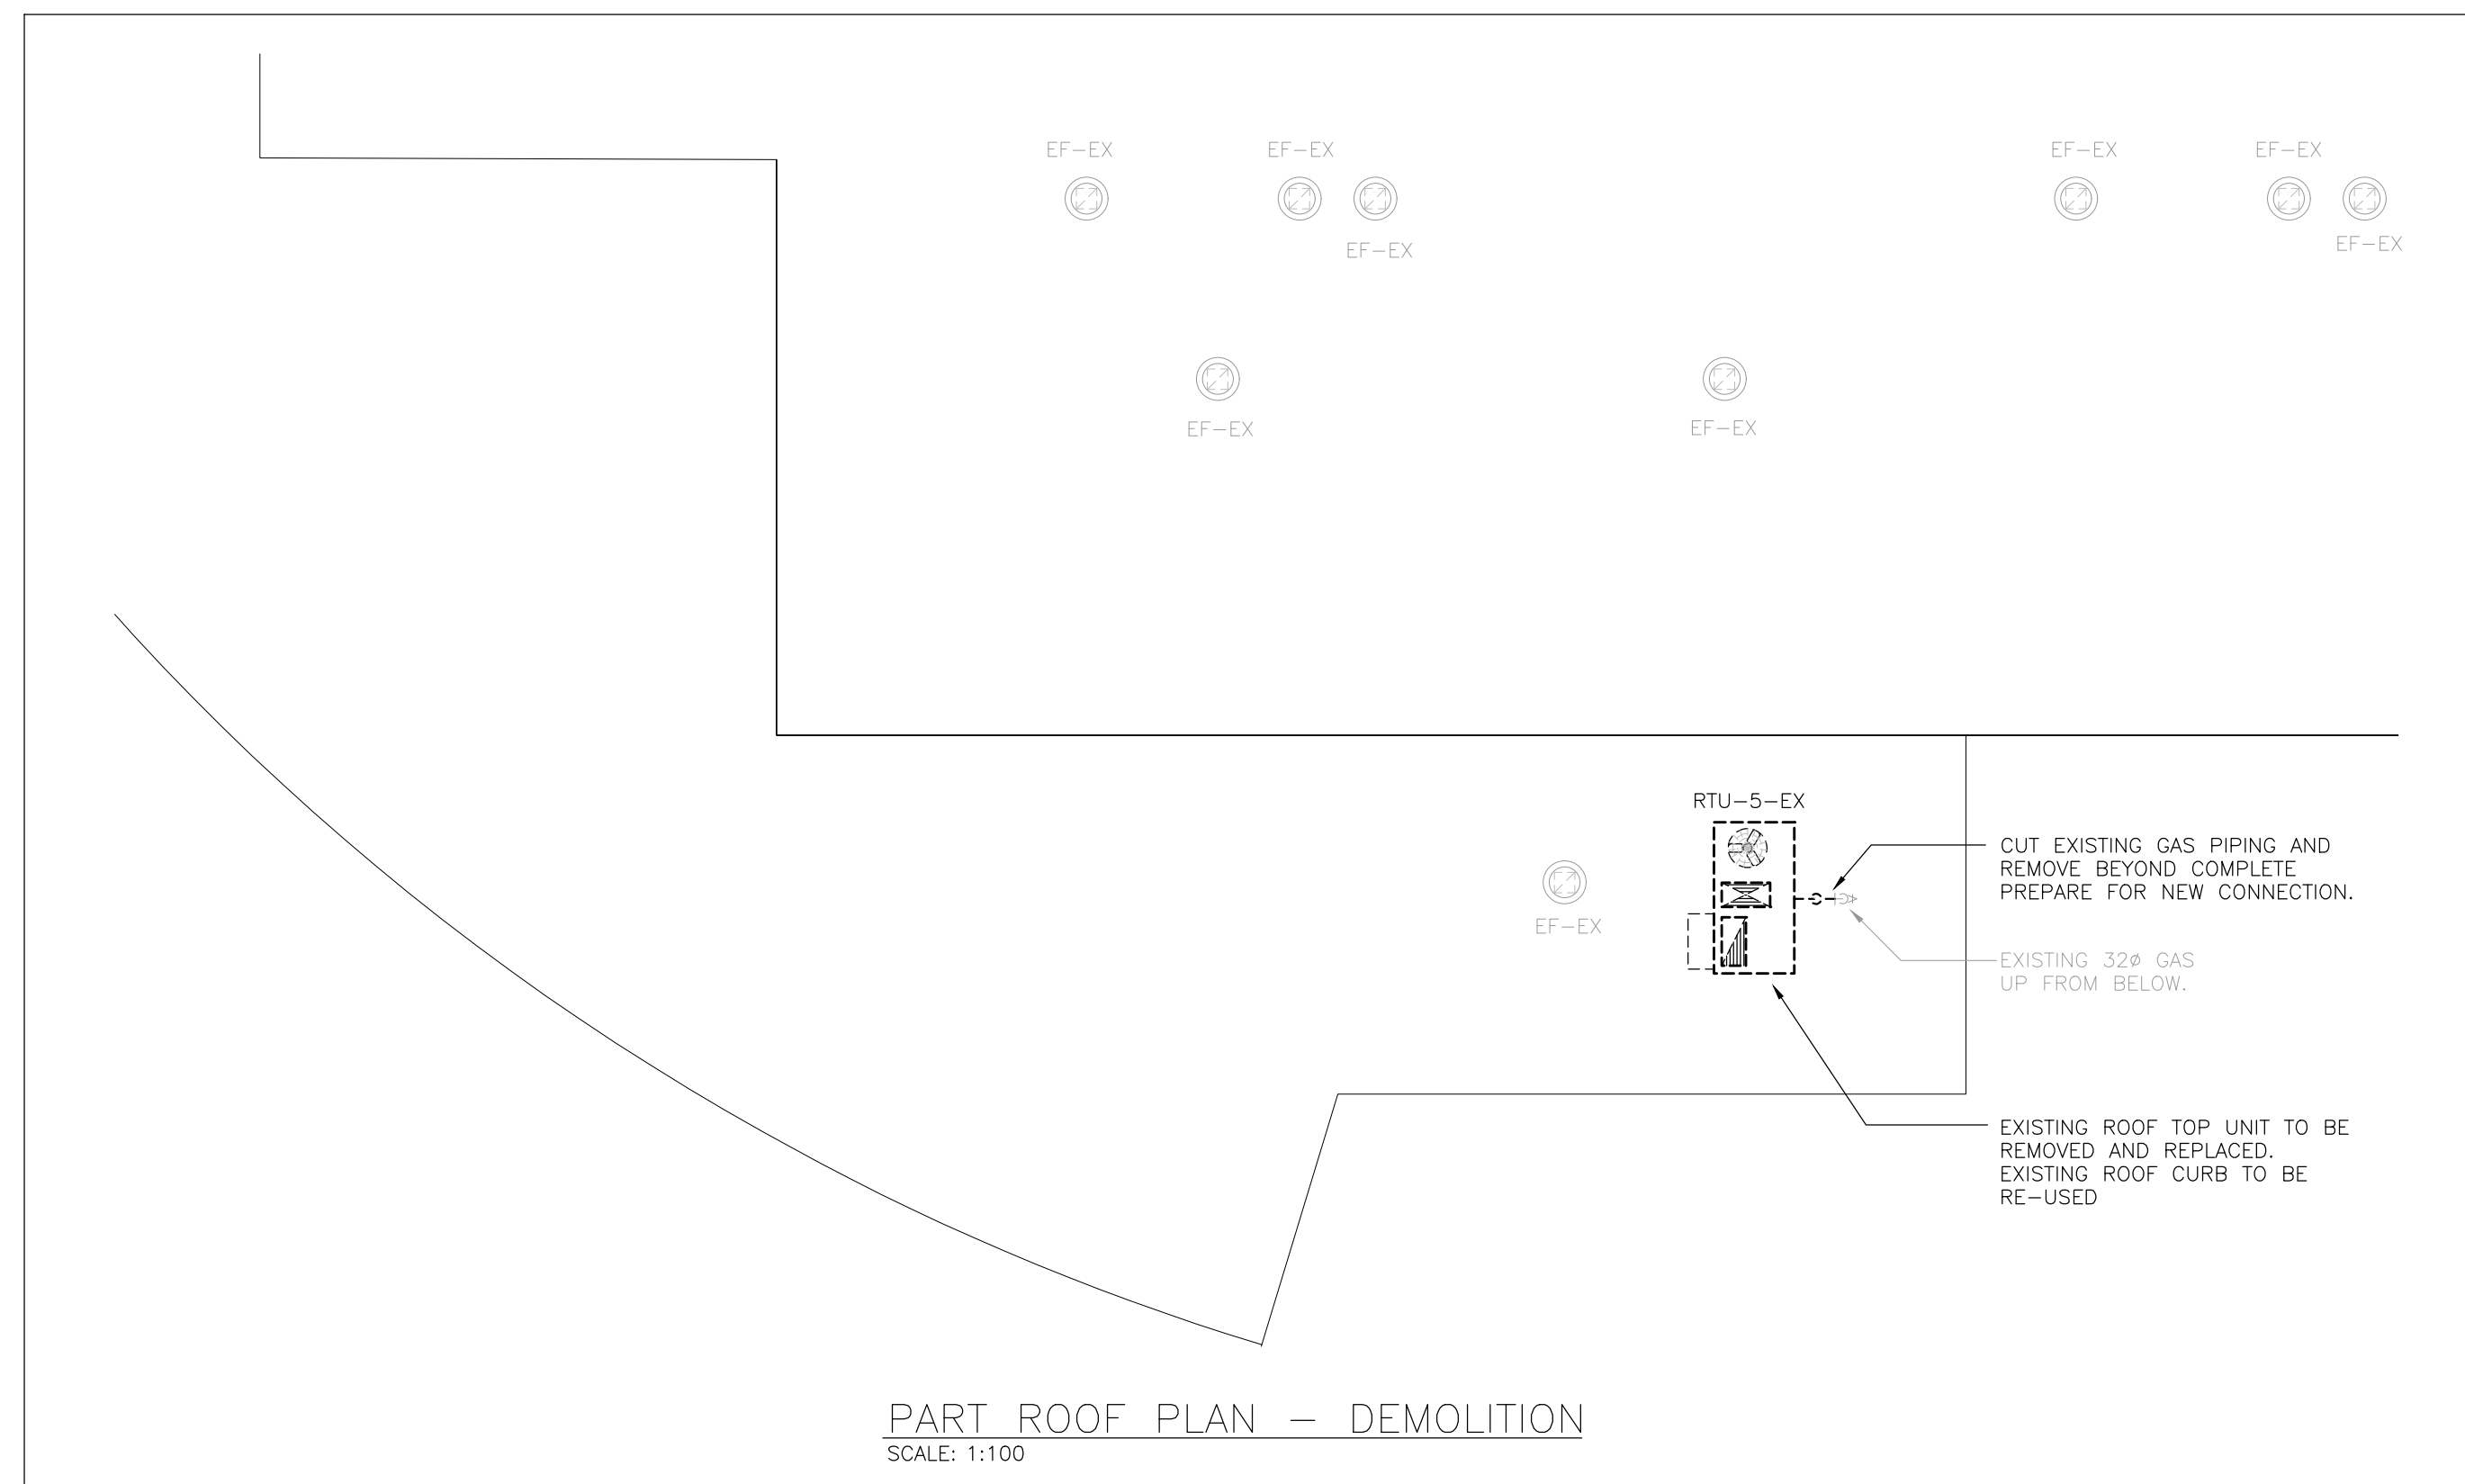 EF-EX
EF-EX
EF-EX
EF-EX
EF-EX
EF-EX
EF-EX
EF-EX
RTU-5-EX
CUT EXISTING GAS PIPING AND
REMOVE BEYOND COMPLETE
PREPARE FOR NEW CONNECTION.
EF-EX
EXISTING 32ø GAS
UP FROM BELOW.
EXISTING ROOF TOP UNIT TO BE
REMOVED AND REPLACED.
EXISTING ROOF CURB TO BE
RE-USED
PART ROOF PLAN - DEMOLITION
SCALE: 1:100